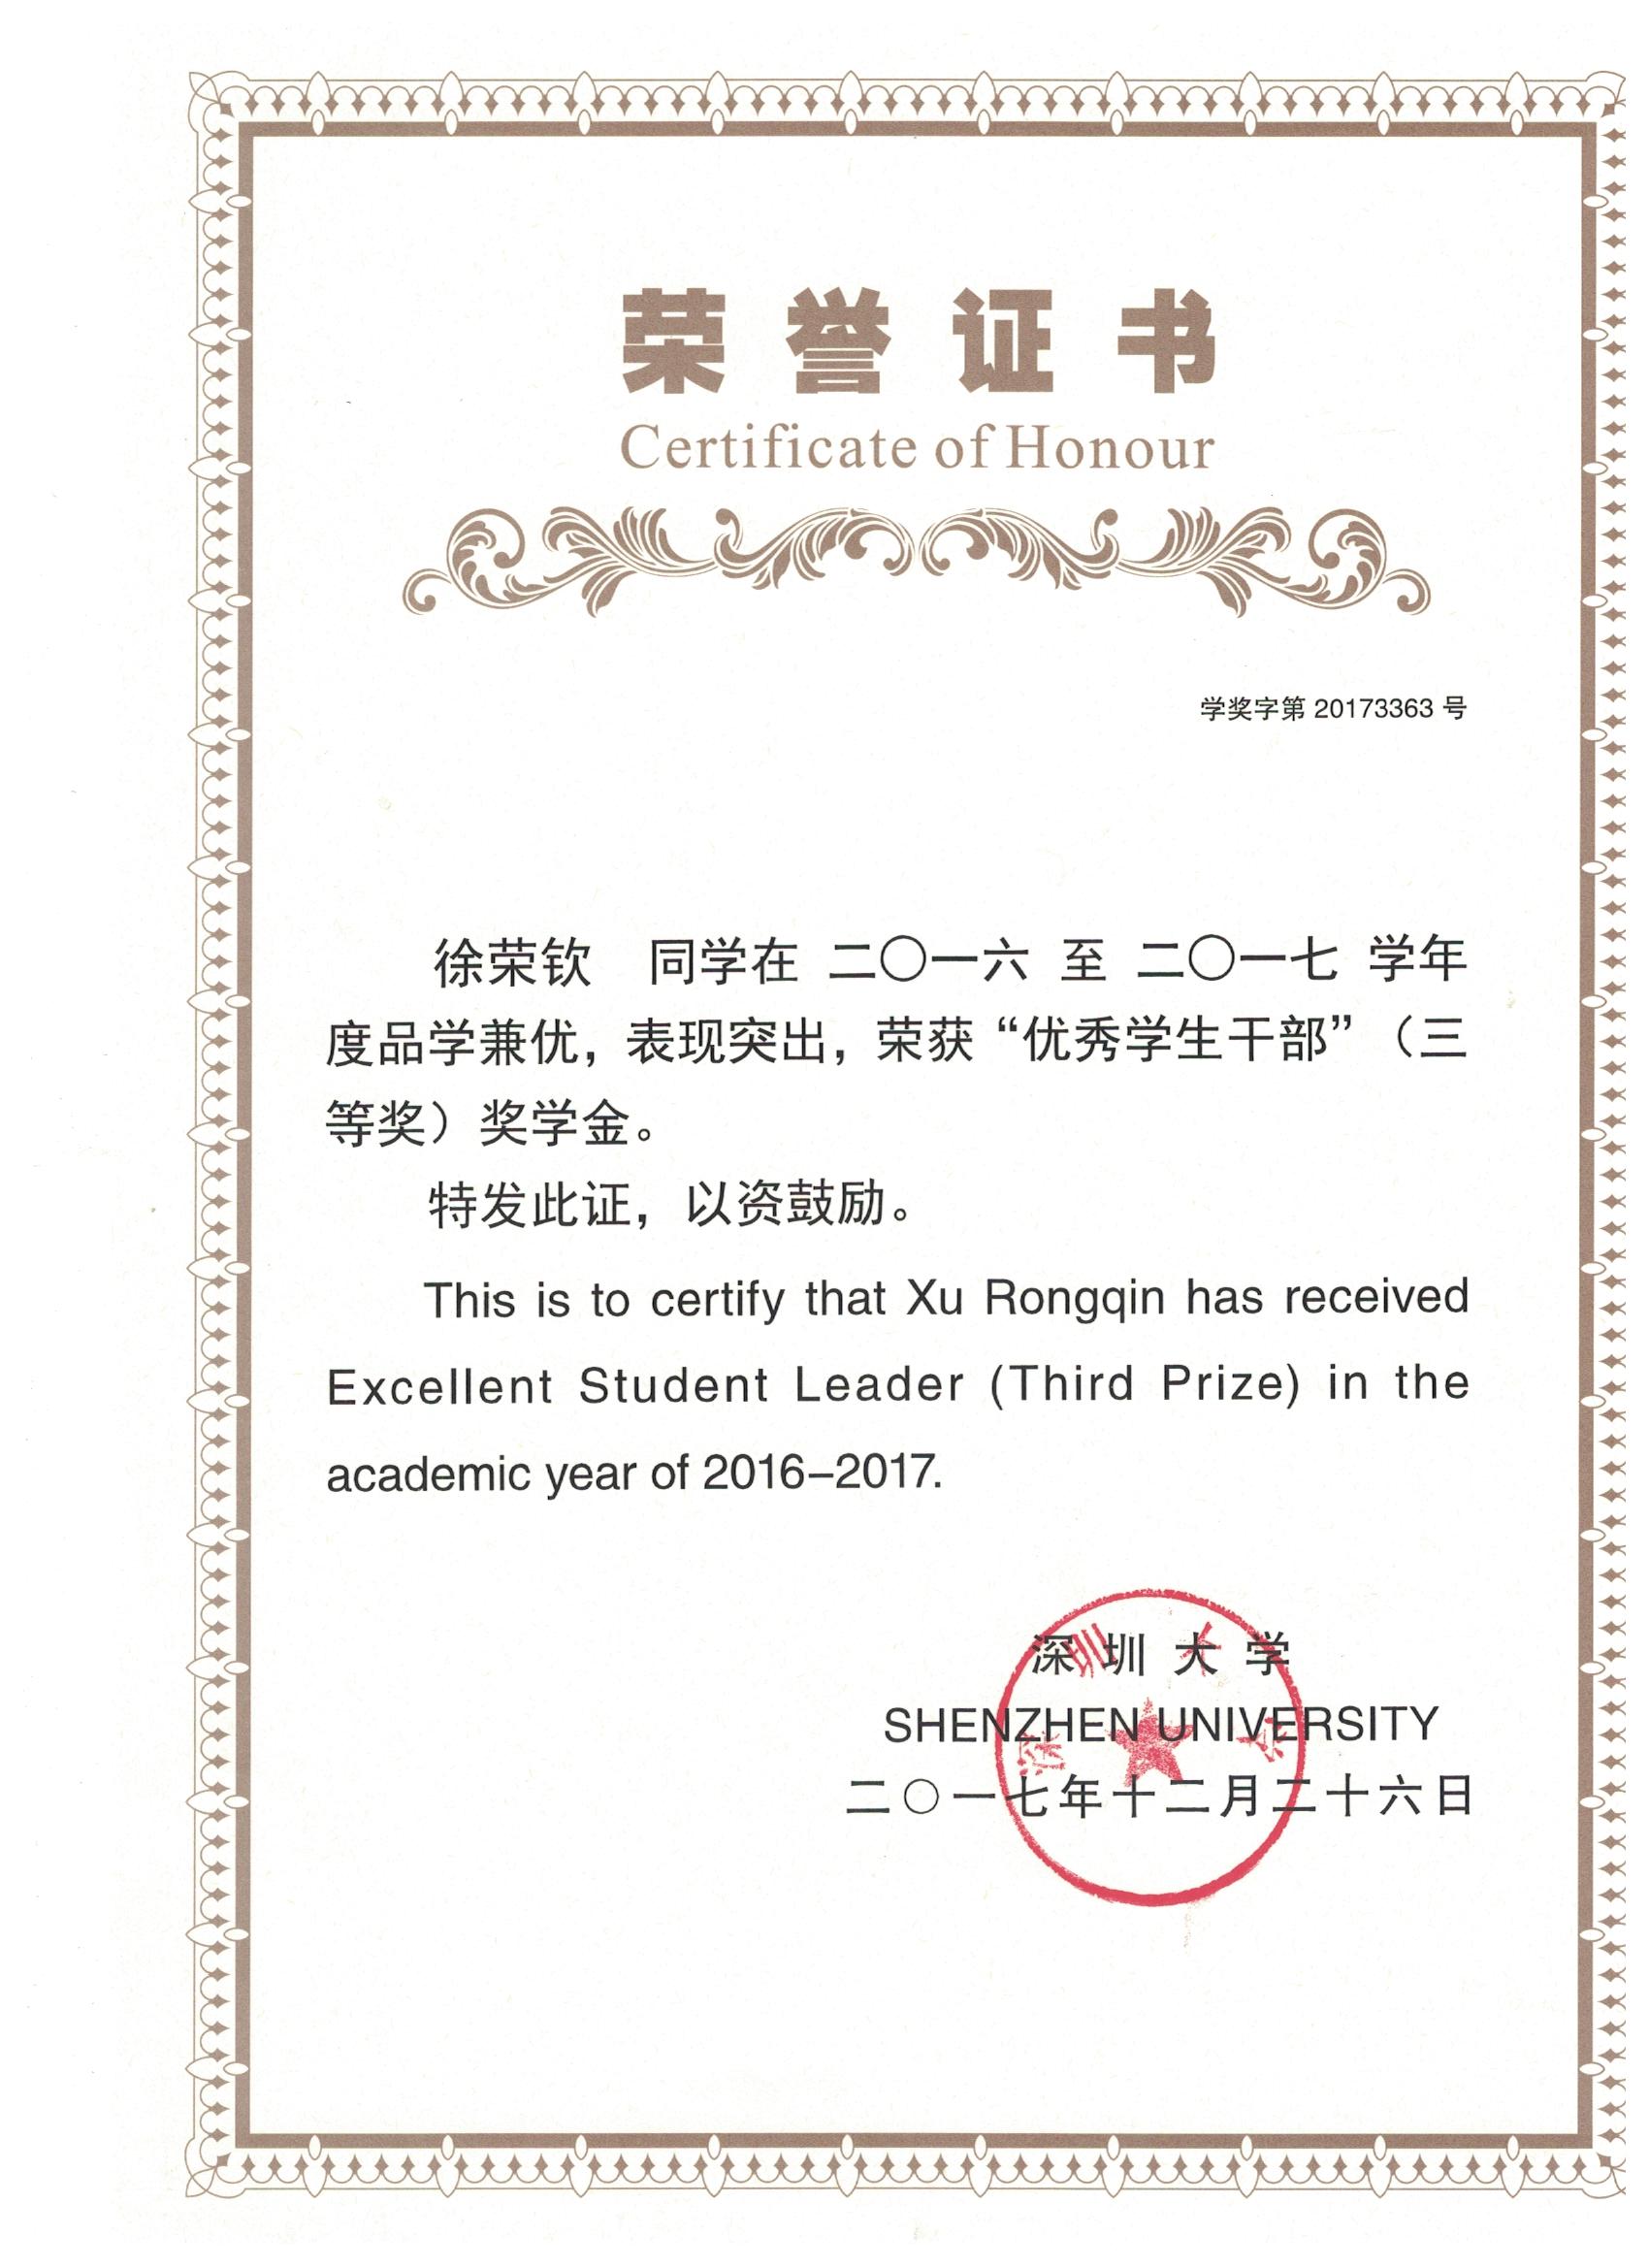 荣誉证书
Certificate of Honour
学奖字第 20173363 号
徐荣钦 同学在 二〇一六 至 二〇一七 学年
度品学兼优，表现突出，荣获“优秀学生干部”（三
等奖）奖学金。
特发此证，以资鼓励。
This is to certify that Xu Rongqin has received
Excellent Student Leader (Third Prize) in the
academic year of 2016–2017.
深圳大学
深圳大学
SHENZHEN UNIVERSITY
二〇一七年十二月二十六日